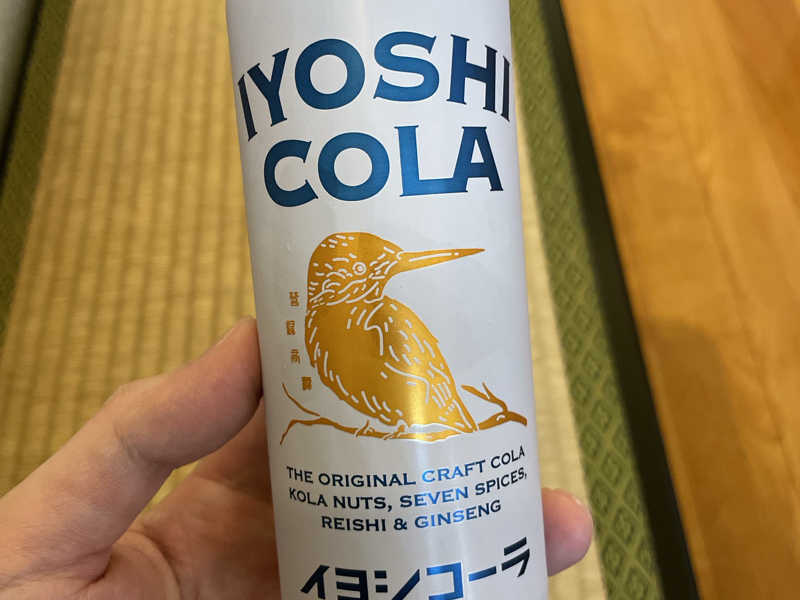 IYOSHI
COLA
THE ORIGINAL CRAFT COLA
KOLA NUTS, SEVEN SPICES,
REISHI & GINSENG
イヨシコーラ